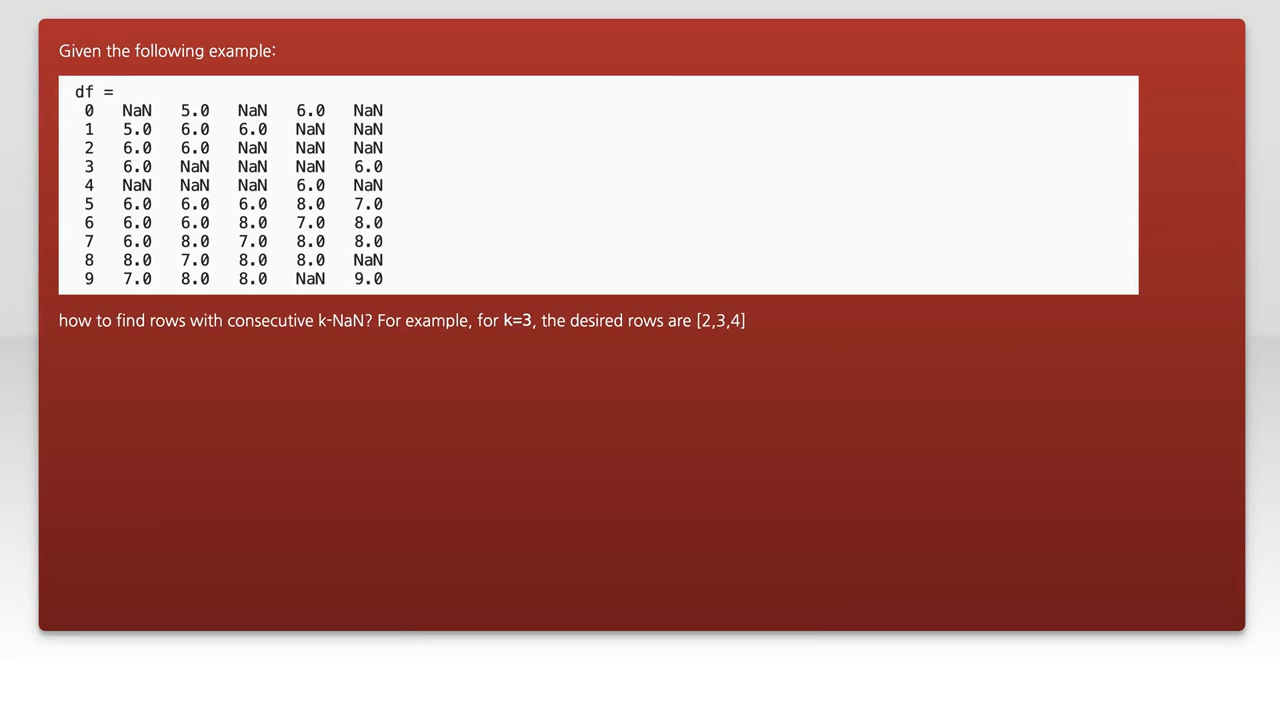 Given the following example:
df =
0 NaN 5.0 NaN 6.0 NaN
1 5.0 6.0 6.0 NaN NaN
2 6.0 6.0 NaN NaN NaN
3 6.0 NaN NaN NaN 6.0
4 NaN NaN NaN 6.0 NaN
5 6.0 6.0 6.0 8.0 7.0
6 6.0 6.0 8.0 7.0 8.0
7 6.0 8.0 7.0 8.0 8.0
8 8.0 7.0 8.0 8.0 NaN
9 7.0 8.0 8.0 NaN 9.0
how to find rows with consecutive k-NaN? For example, for k=3, the desired rows are [2,3,4]